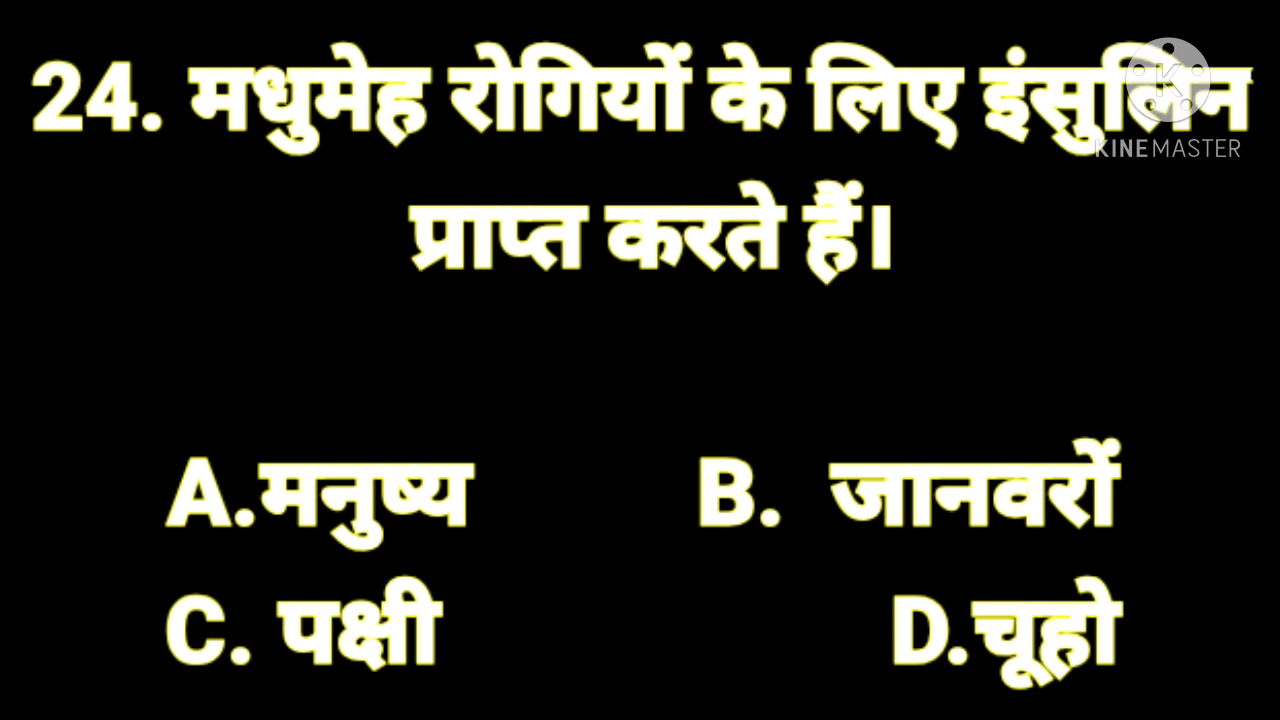 24. मधुमेह रोगियों के लिए इंसुलिन
KINEMASTER
प्राप्त करते हैं।
A.मनुष्य B. जानवरों
C. पक्षी D.चूहो